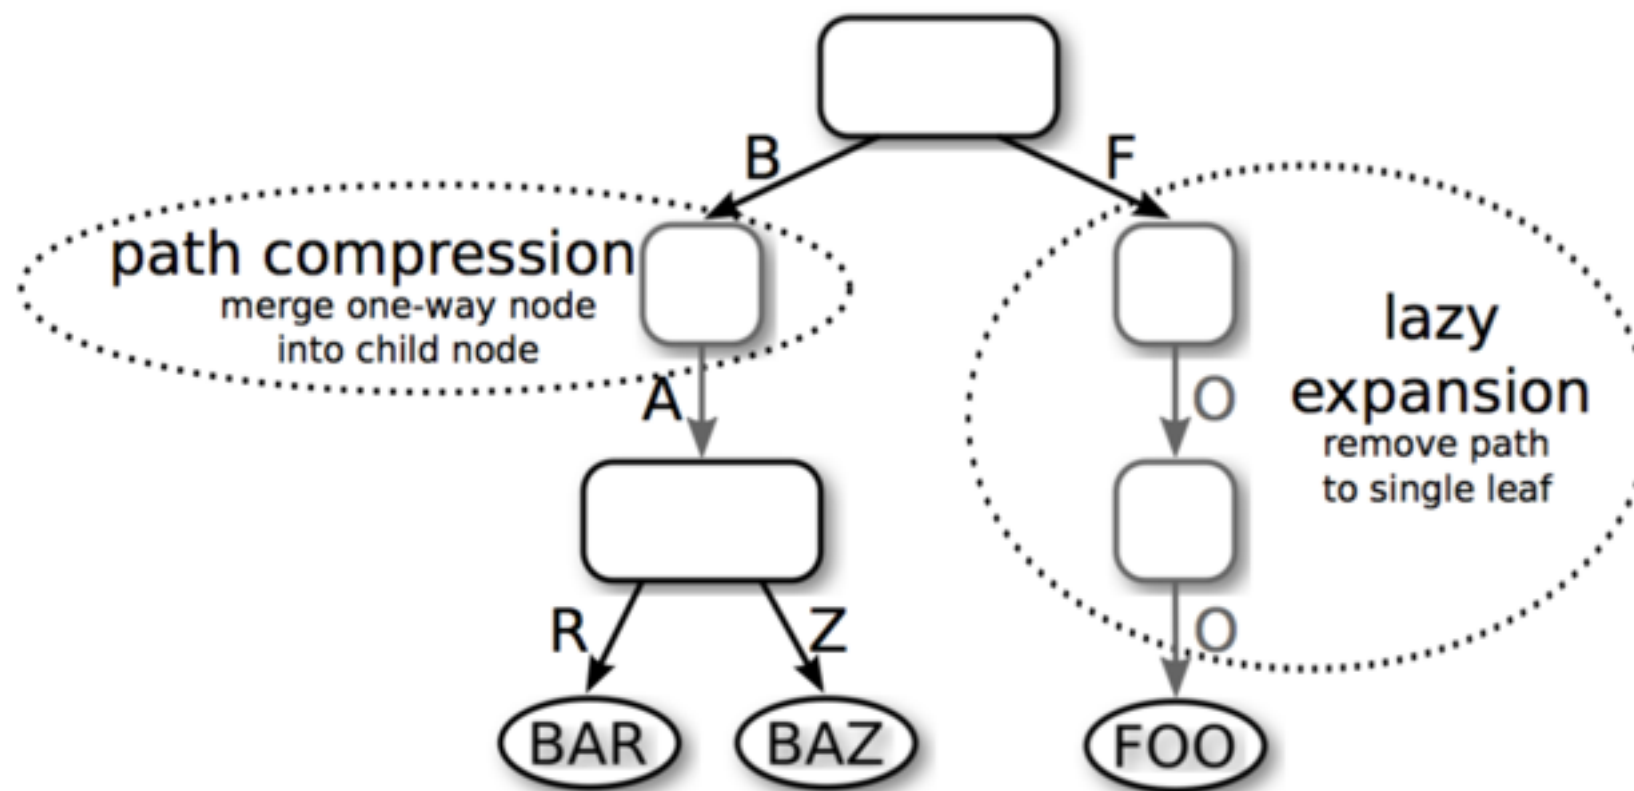 B
F
path compression
merge one-way node
into child node
lazy
expansion
remove path
to single leaf
A
O
R
Z
O
BAR
BAZ
FOO